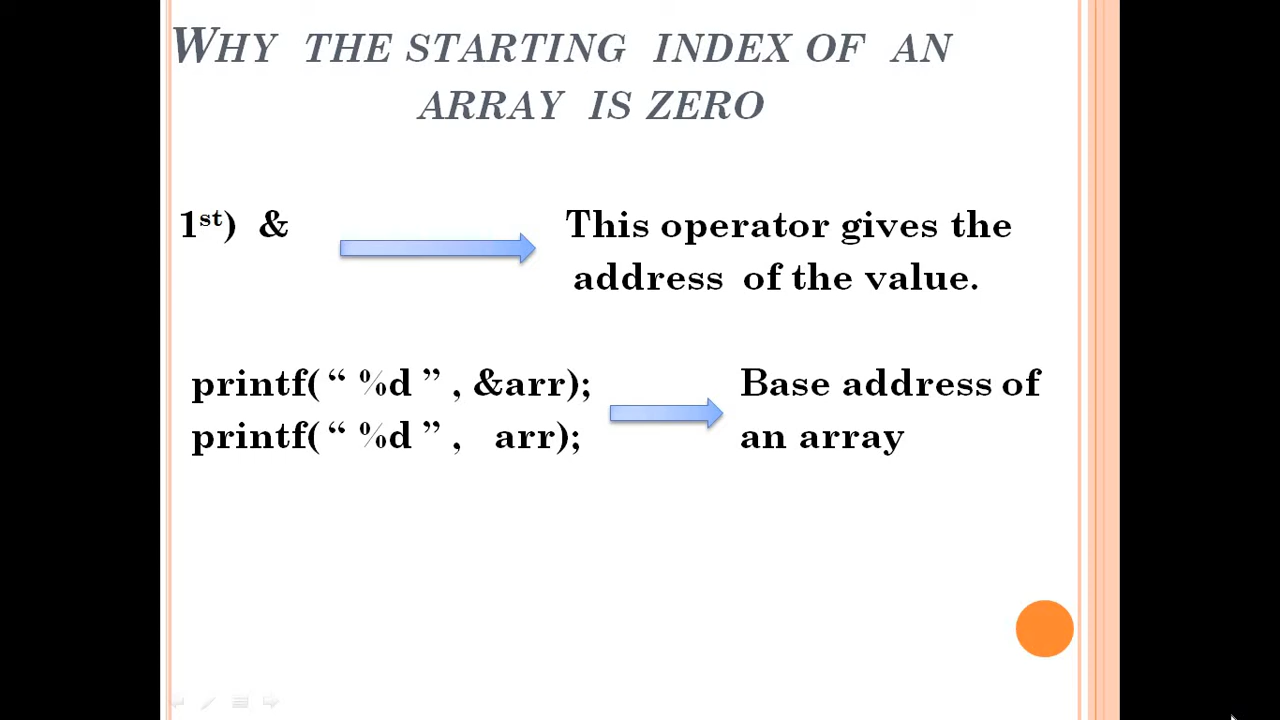 WHY THE STARTING INDEX OF AN
ARRAY IS ZERO
1st) &
This operator gives the
address of the value.
printf( “ %d ” , &arr);
printf( “ %d ” , arr);
Base address of
an array